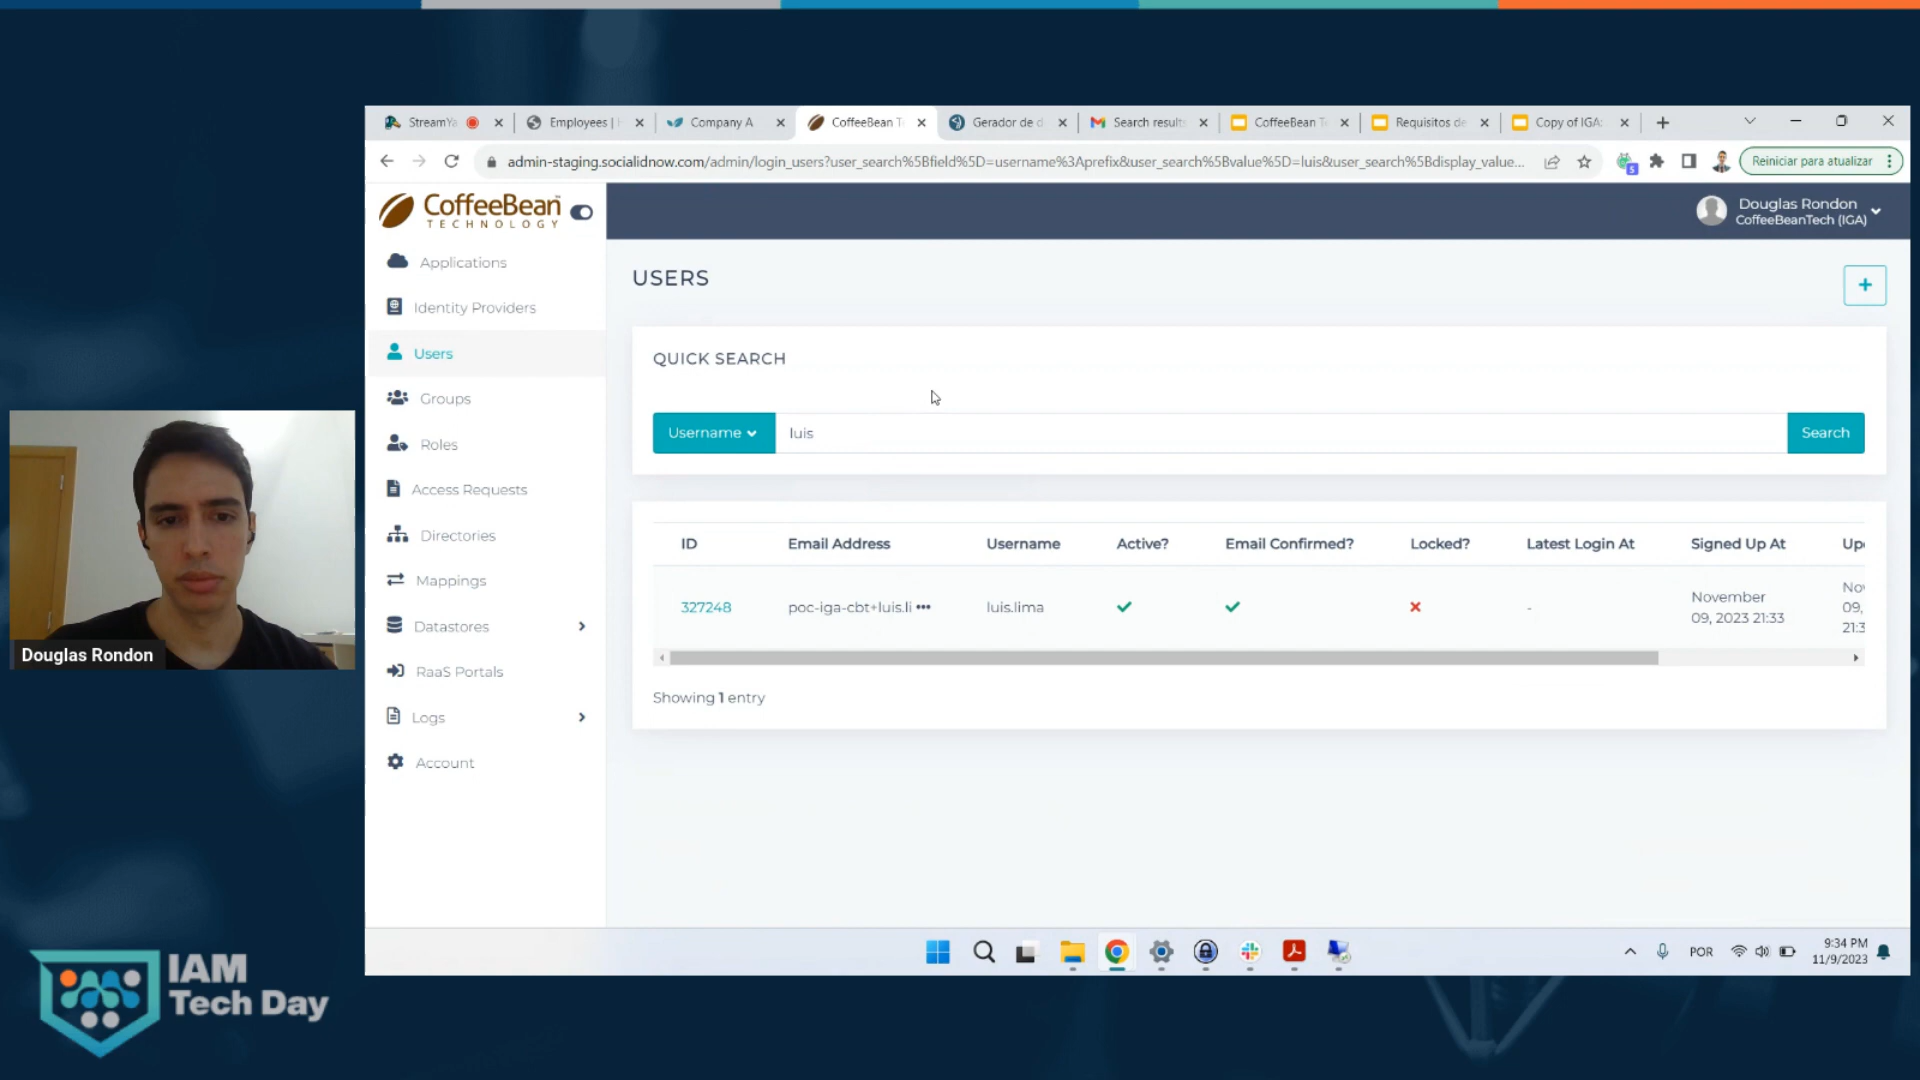 StreamYa
Employees |
Company A
CoffeeBean T
Gerador de d
Search results
CoffeeBean T
Requisitos de
Copy of IGA:
admin-staging.socialidnow.com/admin/login_users?user_search%5Bfield%5D=username%3Aprefix&user_search%5Bvalue%5D=luis&user_search%5Bdisplay_value...
Reiniciar para atualizar
CoffeeBean
TECHNOLOGY
Douglas Rondon
CoffeeBeanTech (IGA)
Applications
Identity Providers
Users
Groups
Roles
Access Requests
Directories
Mappings
Datastores
RaaS Portals
Logs
Account
USERS
+
QUICK SEARCH
Username
luis
Search
ID Email Address Username Active? Email Confirmed? Locked? Latest Login At Signed Up At Up
327248 poc-iga-cbt+luis.li ••• luis.lima - November
09, 2023 21:33
No
09,
21:3
Showing 1 entry
Douglas Rondon
IAM
Tech Day
POR
9:34 PM
11/9/2023